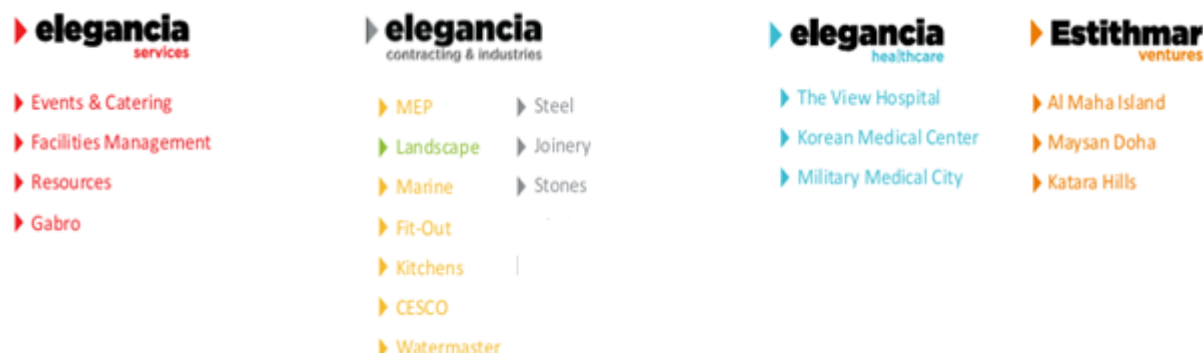 elegancia
services
Events & Catering
Facilities Management
Resources
Gabro
elegancia
contracting & industries
MEP
Landscape
Marine
Fit-Out
Kitchens
CESCO
Watermaster
Steel
Joinery
Stones
elegancia
healthcare
The View Hospital
Korean Medical Center
Military Medical City
Estithmar
ventures
Al Maha Island
Maysan Doha
Katara Hills